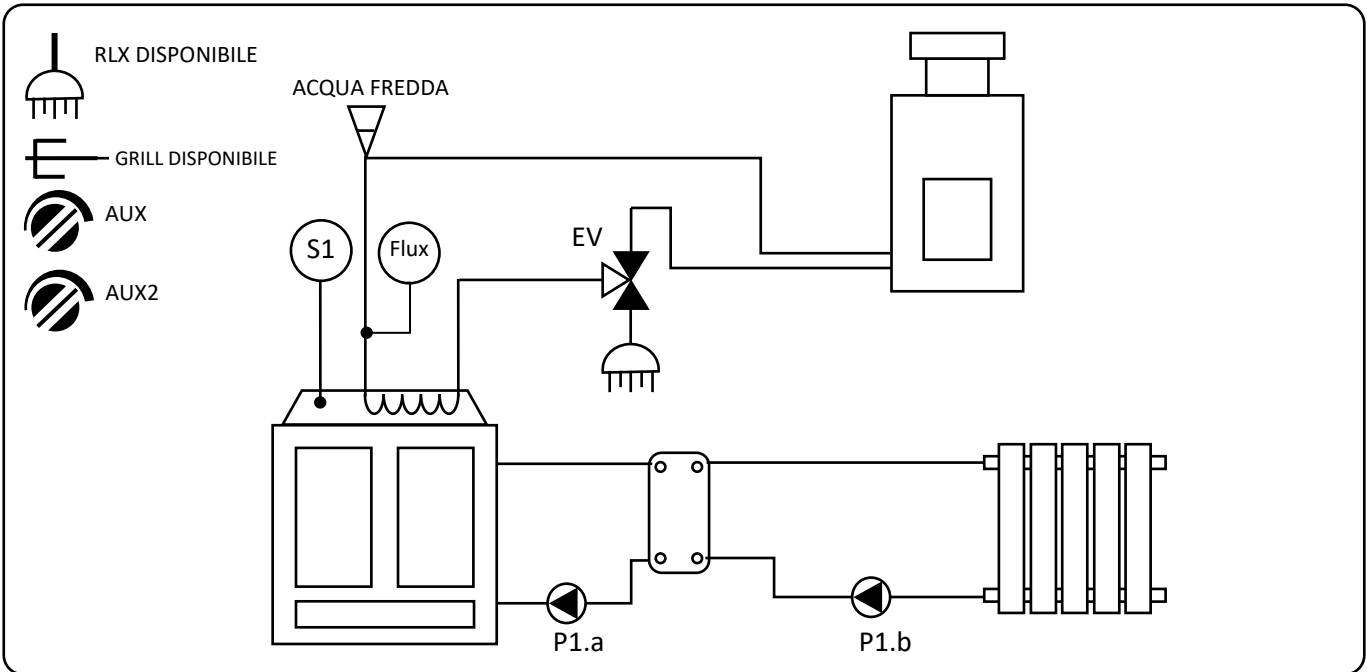 RLX DISPONIBILE
ACQUA FREDDA
GRILL DISPONIBILE
AUX
S1
Flux
EV
AUX2
P1.a
P1.b